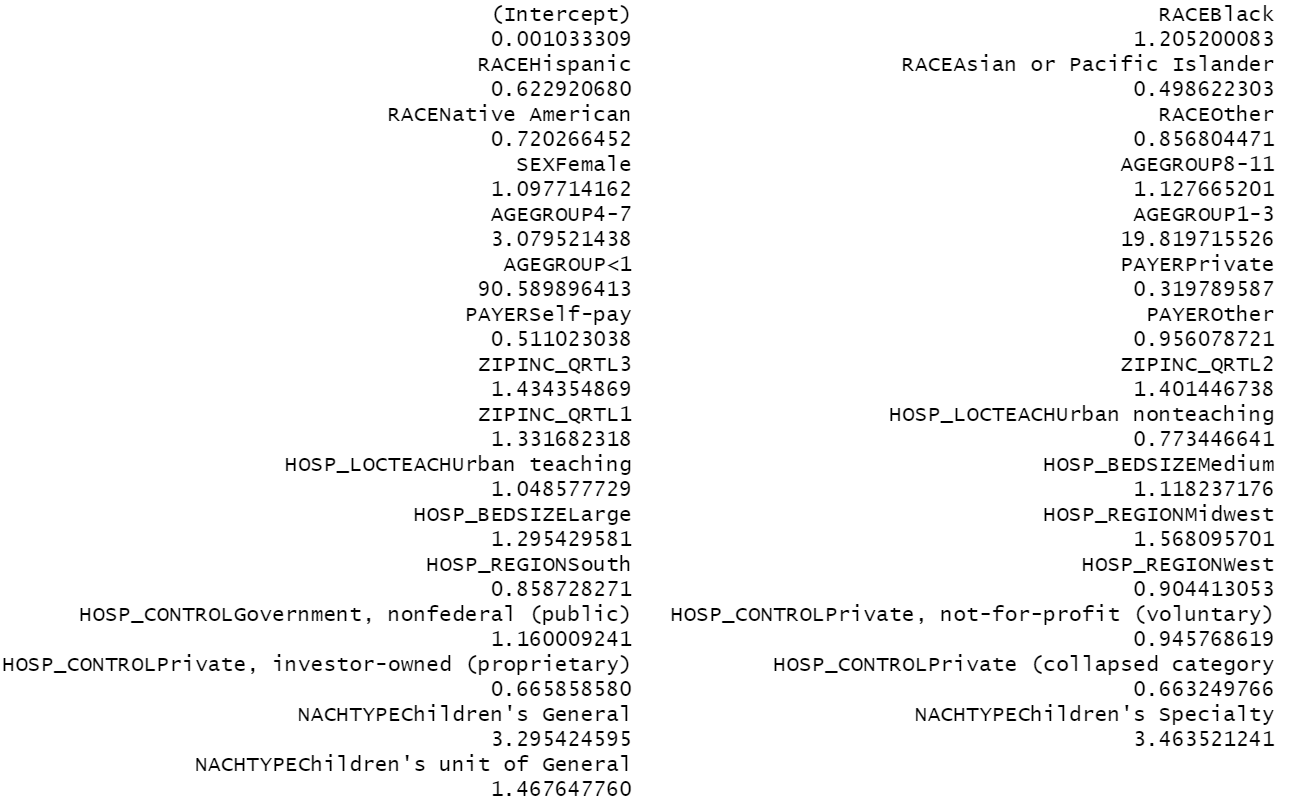 (Intercept) RACEBlack
0.001033309 1.205200083
RACEHispanic RACEAsian or Pacific Islander
0.622920680 0.498622303
RACENative American RACEOther
0.720266452 0.856804471
SEXFemale AGEGROUP8-11
1.097714162 1.127665201
AGEGROUP4-7 AGEGROUP1-3
3.079521438 19.819715526
AGEGROUP<1 PAYERPrivate
90.589896413 0.319789587
PAYERSelf-pay PAYEROther
0.511023038 0.956078721
ZIPINC_QRTL3 ZIPINC_QRTL2
1.434354869 1.401446738
ZIPINC_QRTL1 HOSP_LOCTEACHUrban nonteaching
1.331682318 0.773446641
HOSP_LOCTEACHUrban teaching HOSP_BEDSIZEMedium
1.048577729 1.118237176
HOSP_BEDSIZELarge HOSP_REGIONMidwest
1.295429581 1.568095701
HOSP_REGIONSouth HOSP_REGIONWest
0.858728271 0.904413053
HOSP_CONTROLGovernment, nonfederal (public) HOSP_CONTROLPrivate, not-for-profit (voluntary)
1.160009241 0.945768619
HOSP_CONTROLPrivate, investor-owned (proprietary) HOSP_CONTROLPrivate (collapsed category
0.665858580 0.663249766
NACHTYPEChildren's General NACHTYPEChildren's Specialty
3.295424595 3.463521241
NACHTYPEChildren's unit of General
1.467647760